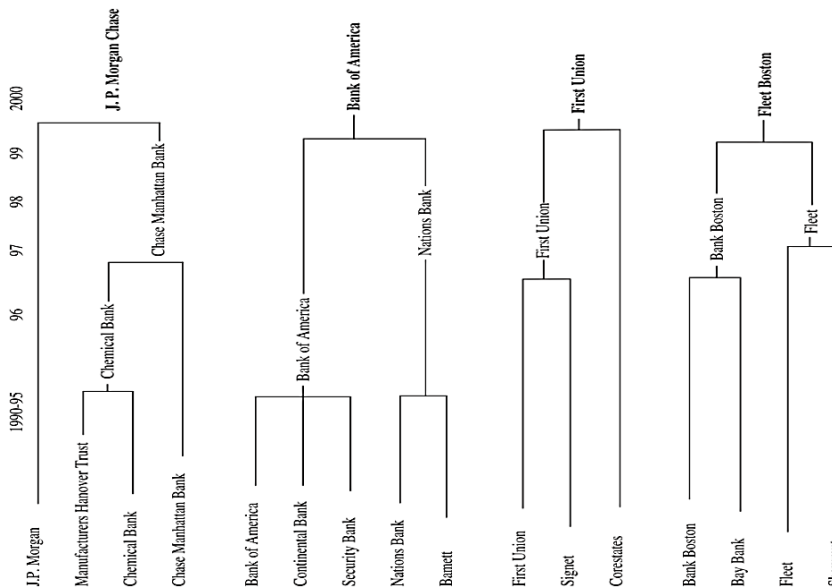 2000
99
98
97
96
1990-95
J. P. Morgan Chase
Chase Manhattan Bank
Chemical Bank
J.P. Morgan
Manufacturers Hanover Trust
Chemical Bank
Chase Manhattan Bank
Bank of America
Nations Bank
Bank of America
Bank of America
Continental Bank
Security Bank
Nations Bank
First Union
First Union
First Union
Signet
Corestates
Fleet Boston
Bank Boston
Fleet
Bank Boston
Bay Bank
Fleet